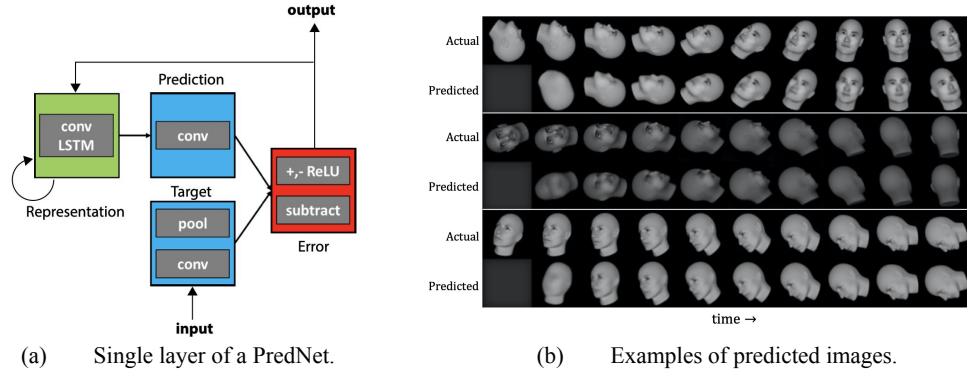 output
Prediction
conv
LSTM
conv
+,- ReLU
Target
Representation
pool
subtract
conv
Error
input
(a) Single layer of a PredNet.
Actual
Predicted
Actual
Predicted
Actual
Predicted
time →
(b) Examples of predicted images.